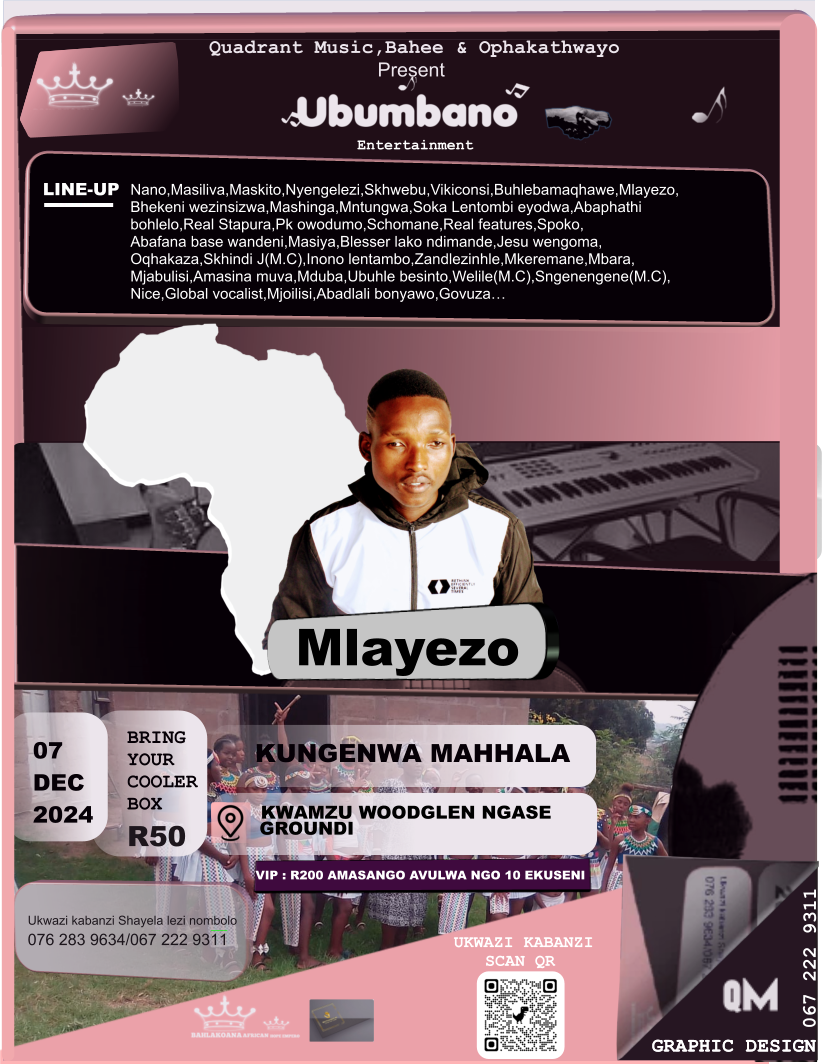 Quadrant Music,Bahee & Ophakathwayo
Present
Ubumbano
Entertainment
LINE-UP
Nano,Masiliva,Maskito,Nyengelezi,Skhwebu,Vikiconsi,Buhlebamaqhawe,Mlayezo,
Bhekeni wezinsizwa,Mashinga,Mntungwa,Soka Lentombi eyodwa,Abaphathi
bohlelo,Real Stapura,Pk owodumo,Schomane,Real features,Spoko,
Abafana base wandeni,Masiya,Blesser lako ndimande,Jesu wengoma,
Oqhakaza,Skhindi J(M.C),Inono lentambo,Zandlezinhle,Mkeremane,Mbara,
Mjabulisi,Amasina muva,Mduba,Ubuhle besinto,Welile(M.C),Sngenengene(M.C),
Nice,Global vocalist,Mjoilisi,Abadlali bonyawo,Govuza…
Mlayezo
07
DEC
2024
BRING
YOUR
COOLER
BOX
R50
KUNGENWA MAHHALA
KWAMZU WOODGLEN NGASE
GROUNDI
VIP : R200 AMASANGO AVULWA NGO 10 EKUSENI
Ukwazi kabanzi Shayela lezi nombolo
076 283 9634/067 222 9311
UKWAZI KABANZI
SCAN QR
QM
GRAPHIC DESIGN
067 222 9311